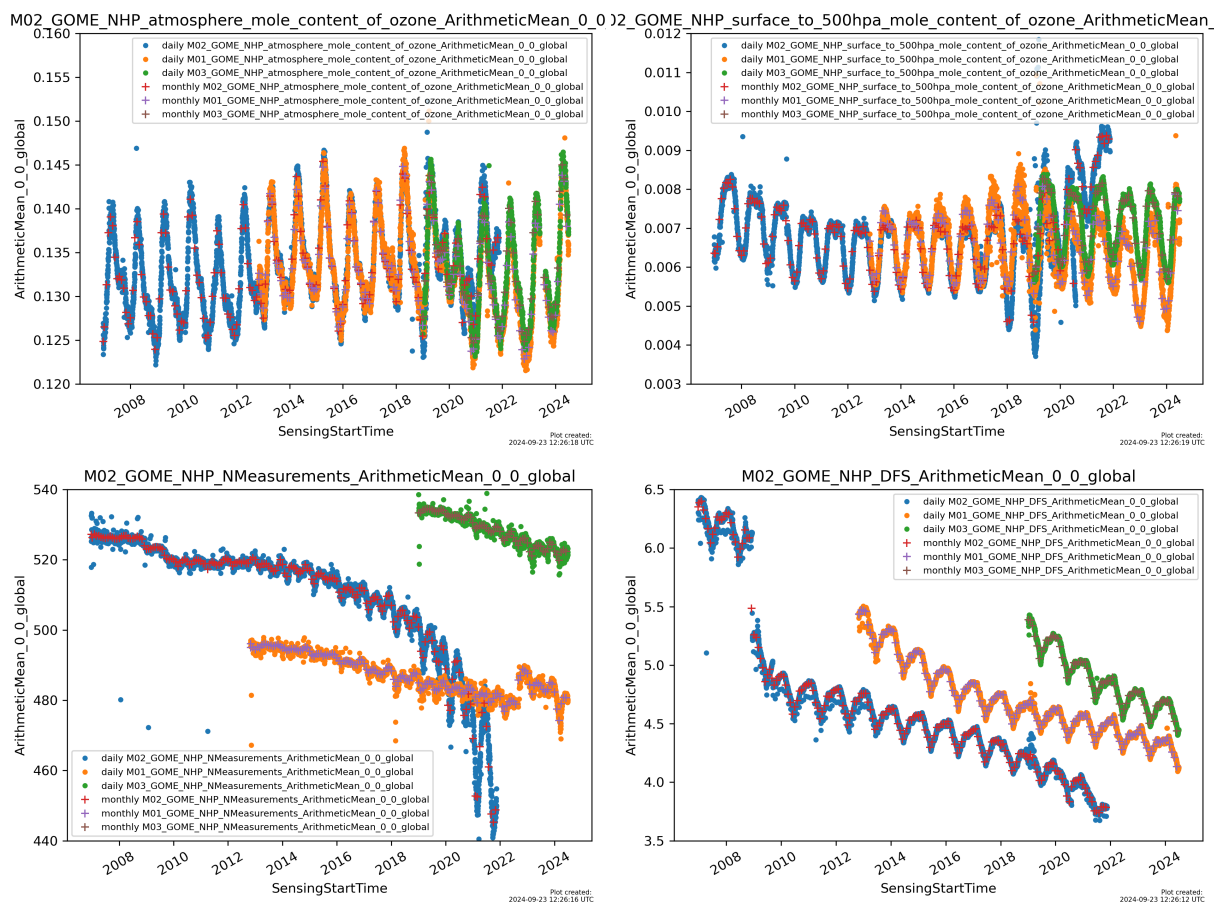 M02_GOME_NHP_atmosphere_mole_content_of_ozone_ArithmeticMean_0_0
0.160
0.155
0.150
0.145
0.140
0.135
0.130
0.125
0.120
ArithmeticMean_0_0_global
daily M02_GOME_NHP_atmosphere_mole_content_of_ozone_ArithmeticMean_0_0_global
daily M01_GOME_NHP_atmosphere_mole_content_of_ozone_ArithmeticMean_0_0_global
daily M03_GOME_NHP_atmosphere_mole_content_of_ozone_ArithmeticMean_0_0_global
monthly M02_GOME_NHP_atmosphere_mole_content_of_ozone_ArithmeticMean_0_0_global
monthly M01_GOME_NHP_atmosphere_mole_content_of_ozone_ArithmeticMean_0_0_global
monthly M03_GOME_NHP_atmosphere_mole_content_of_ozone_ArithmeticMean_0_0_global
2008 2010 2012 2014 2016 2018 2020 2022 2024
SensingStartTime
Plot created:
2024-09-23 12:26:18 UTC
2_GOME_NHP_surface_to_500hpa_mole_content_of_ozone_ArithmeticMean_
0.012
0.011
0.010
0.009
0.008
0.007
0.006
0.005
0.004
0.003
ArithmeticMean_0_0_global
daily M02_GOME_NHP_surface_to_500hpa_mole_content_of_ozone_ArithmeticMean_0_0_global
daily M01_GOME_NHP_surface_to_500hpa_mole_content_of_ozone_ArithmeticMean_0_0_global
daily M03_GOME_NHP_surface_to_500hpa_mole_content_of_ozone_ArithmeticMean_0_0_global
monthly M02_GOME_NHP_surface_to_500hpa_mole_content_of_ozone_ArithmeticMean_0_0_global
monthly M01_GOME_NHP_surface_to_500hpa_mole_content_of_ozone_ArithmeticMean_0_0_global
monthly M03_GOME_NHP_surface_to_500hpa_mole_content_of_ozone_ArithmeticMean_0_0_global
2008 2010 2012 2014 2016 2018 2020 2022 2024
SensingStartTime
Plot created:
2024-09-23 12:26:19 UTC
M02_GOME_NHP_NMeasurements_ArithmeticMean_0_0_global
540
520
500
480
460
440
ArithmeticMean_0_0_global
daily M02_GOME_NHP_NMeasurements_ArithmeticMean_0_0_global
daily M01_GOME_NHP_NMeasurements_ArithmeticMean_0_0_global
daily M03_GOME_NHP_NMeasurements_ArithmeticMean_0_0_global
monthly M02_GOME_NHP_NMeasurements_ArithmeticMean_0_0_global
monthly M01_GOME_NHP_NMeasurements_ArithmeticMean_0_0_global
monthly M03_GOME_NHP_NMeasurements_ArithmeticMean_0_0_global
2008 2010 2012 2014 2016 2018 2020 2022 2024
SensingStartTime
Plot created:
2024-09-23 12:26:16 UTC
M02_GOME_NHP_DFS_ArithmeticMean_0_0_global
6.5
6.0
5.5
5.0
4.5
4.0
3.5
ArithmeticMean_0_0_global
daily M02_GOME_NHP_DFS_ArithmeticMean_0_0_global
daily M01_GOME_NHP_DFS_ArithmeticMean_0_0_global
daily M03_GOME_NHP_DFS_ArithmeticMean_0_0_global
monthly M02_GOME_NHP_DFS_ArithmeticMean_0_0_global
monthly M01_GOME_NHP_DFS_ArithmeticMean_0_0_global
monthly M03_GOME_NHP_DFS_ArithmeticMean_0_0_global
2008 2010 2012 2014 2016 2018 2020 2022 2024
SensingStartTime
Plot created:
2024-09-23 12:26:12 UTC